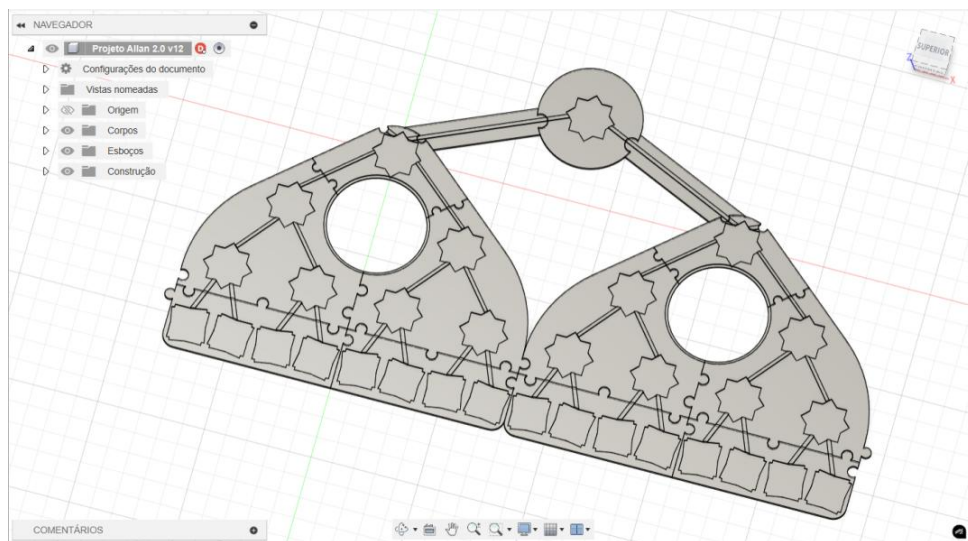 NAVEGADOR
Projeto Allan 2.0 v12
Configurações do documento
Vistas nomeadas
Origem
Corpos
Esboços
Construção
SUPERIOR
Z
X
COMENTÁRIOS